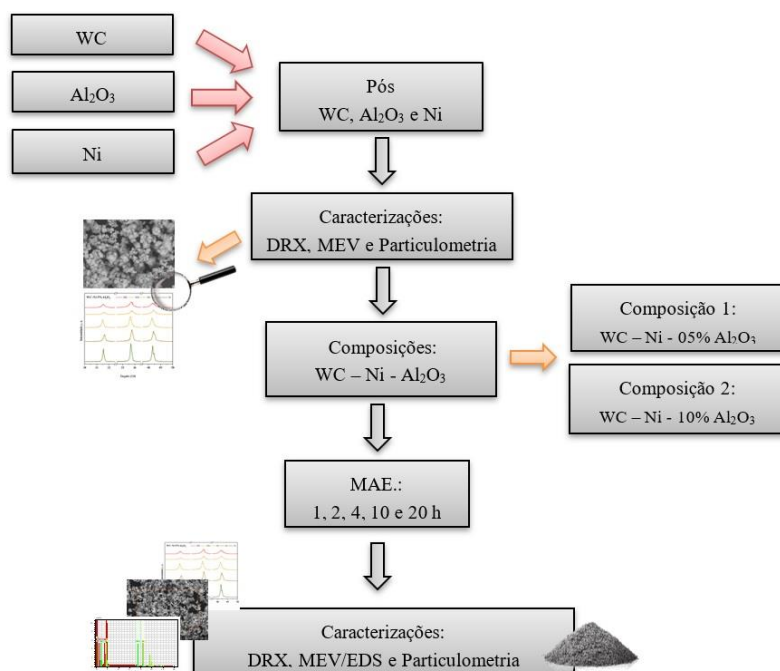 WC
Al₂O₃
Ni
Pós
WC, Al₂O₃ e Ni
Caracterizações:
DRX, MEV e Particulometria
Composições:
WC – Ni - Al₂O₃
Composição 1:
WC – Ni - 05% Al₂O₃
Composição 2:
WC – Ni - 10% Al₂O₃
MAE.:
1, 2, 4, 10 e 20 h
Caracterizações:
DRX, MEV/EDS e Particulometria